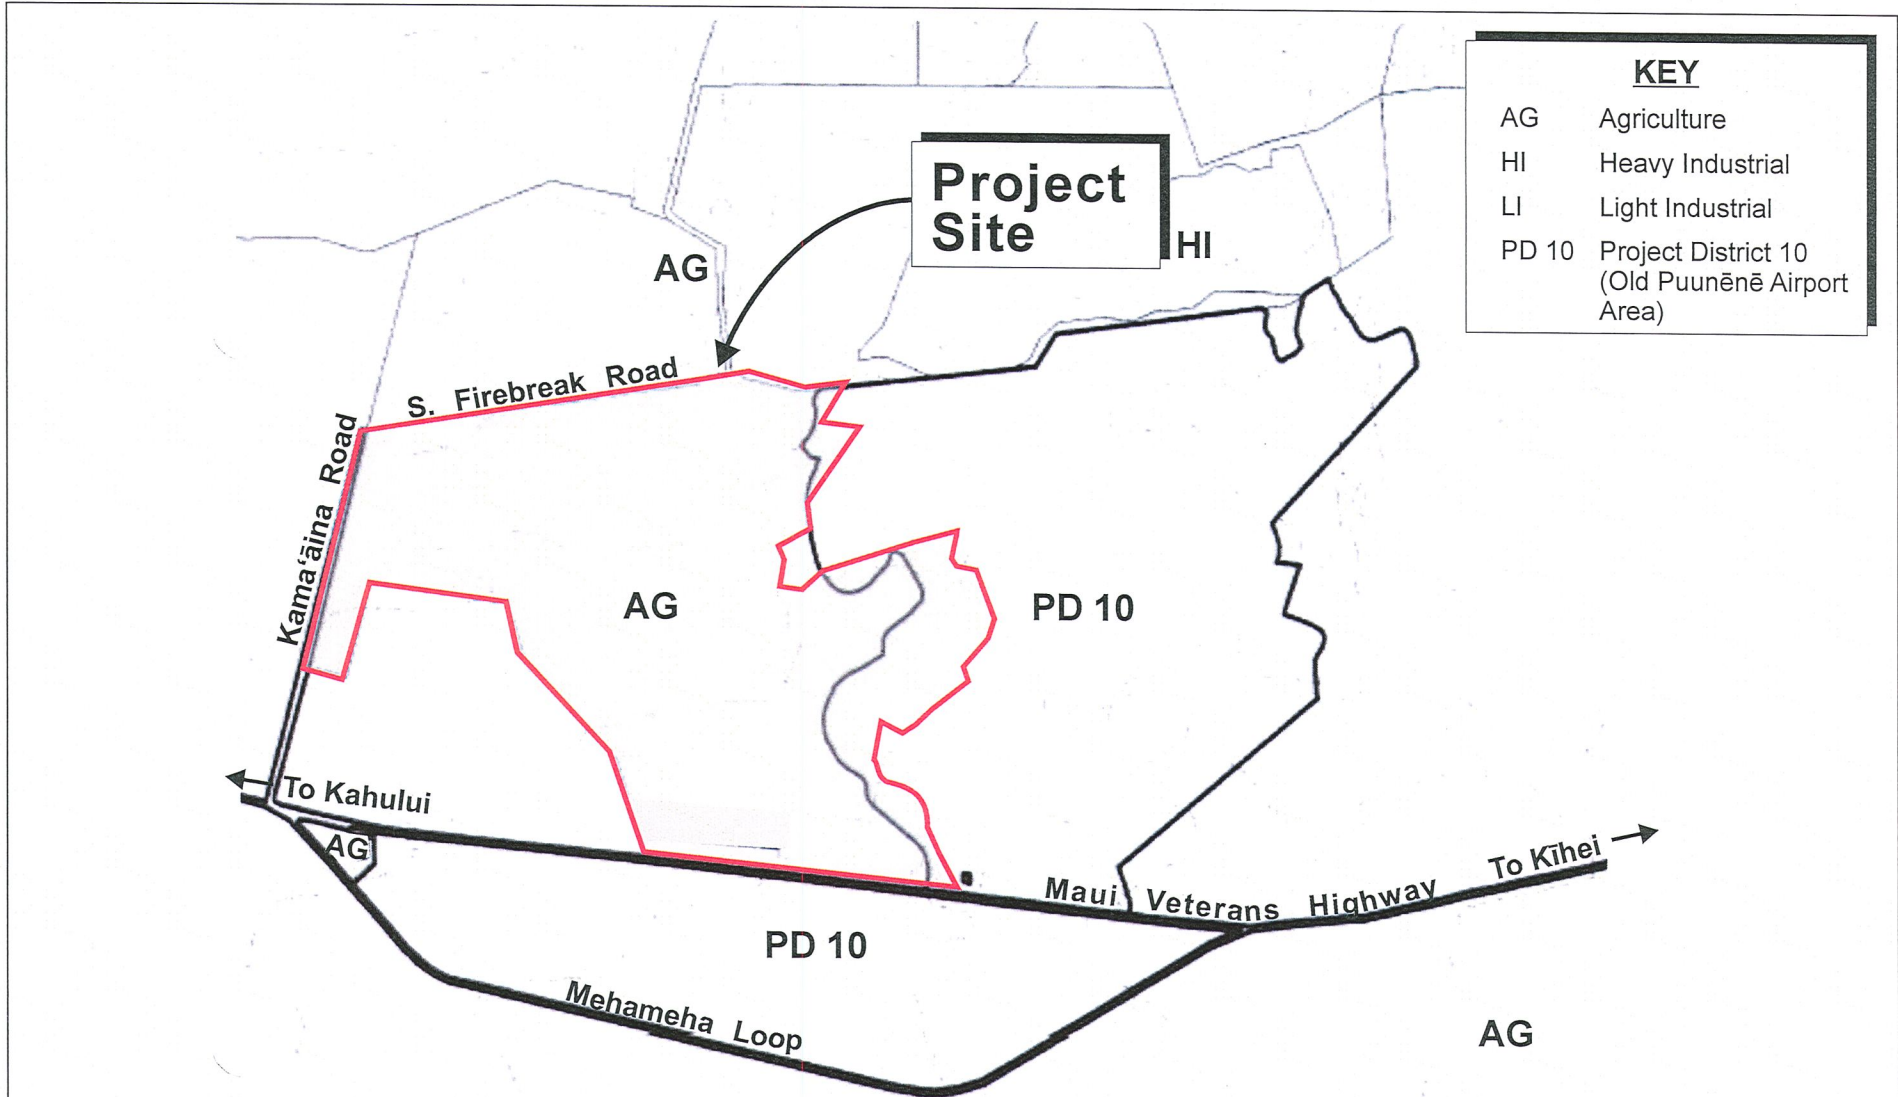 KEY
AG Agriculture
HI Heavy Industrial
LI Light Industrial
PD 10 Project District 10
(Old Puunēnē Airport
Area)
Project
Site
HI
AG
S. Firebreak Road
Kama‘āina Road
AG
PD 10
To Kahului
AG
To Kīhei
Maui Veterans Highway
PD 10
Mehameha Loop
AG